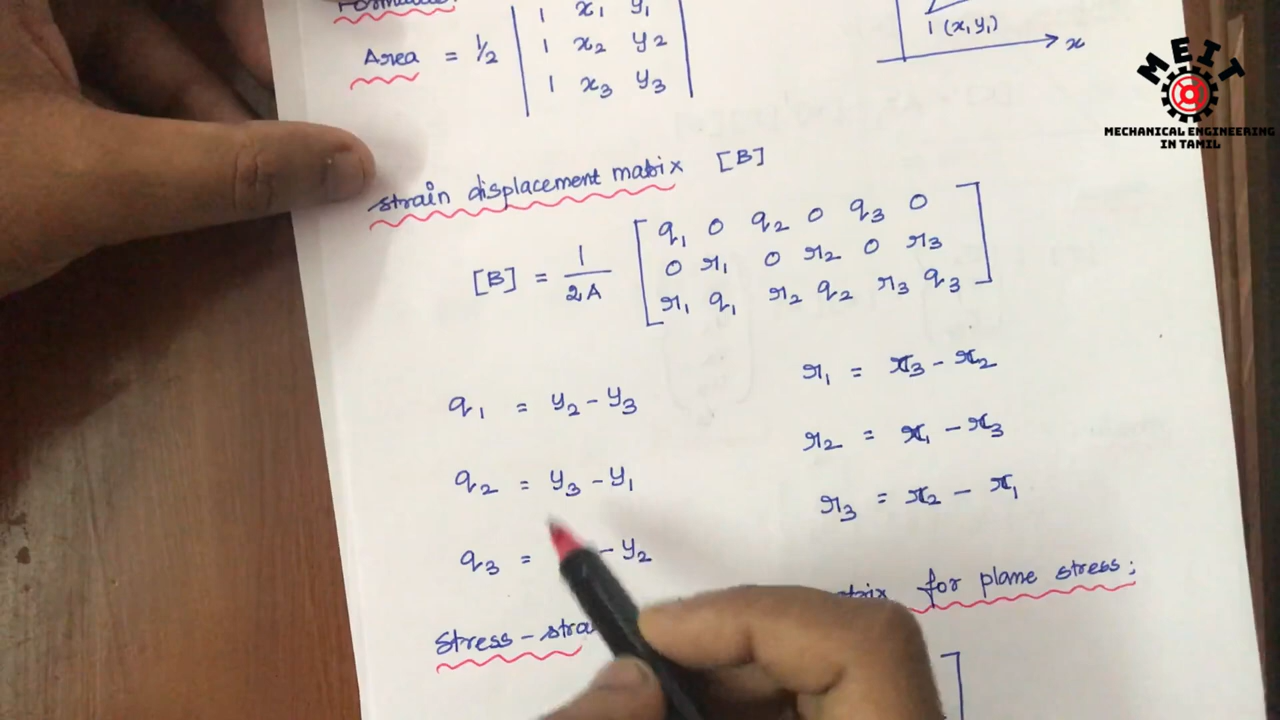 1 x₁ y₁
Area = ½ 1 x₂ y₂
1 x₃ y₃
1 (x₁ y₁)
x
MEIT
MECHANICAL ENGINEERING
IN TAMIL
strain displacement matrix [B]
[B] = 1/2A [ q₁ 0 q₂ 0 q₃ 0
0 r₁ 0 r₂ 0 r₃
r₁ q₁ r₂ q₂ r₃ q₃ ]
q₁ = y₂ - y₃
r₁ = x₃ - x₂
q₂ = y₃ - y₁
r₂ = x₁ - x₃
q₃ = - y₂
r₃ = x₂ - x₁
Stress - for plane stress: